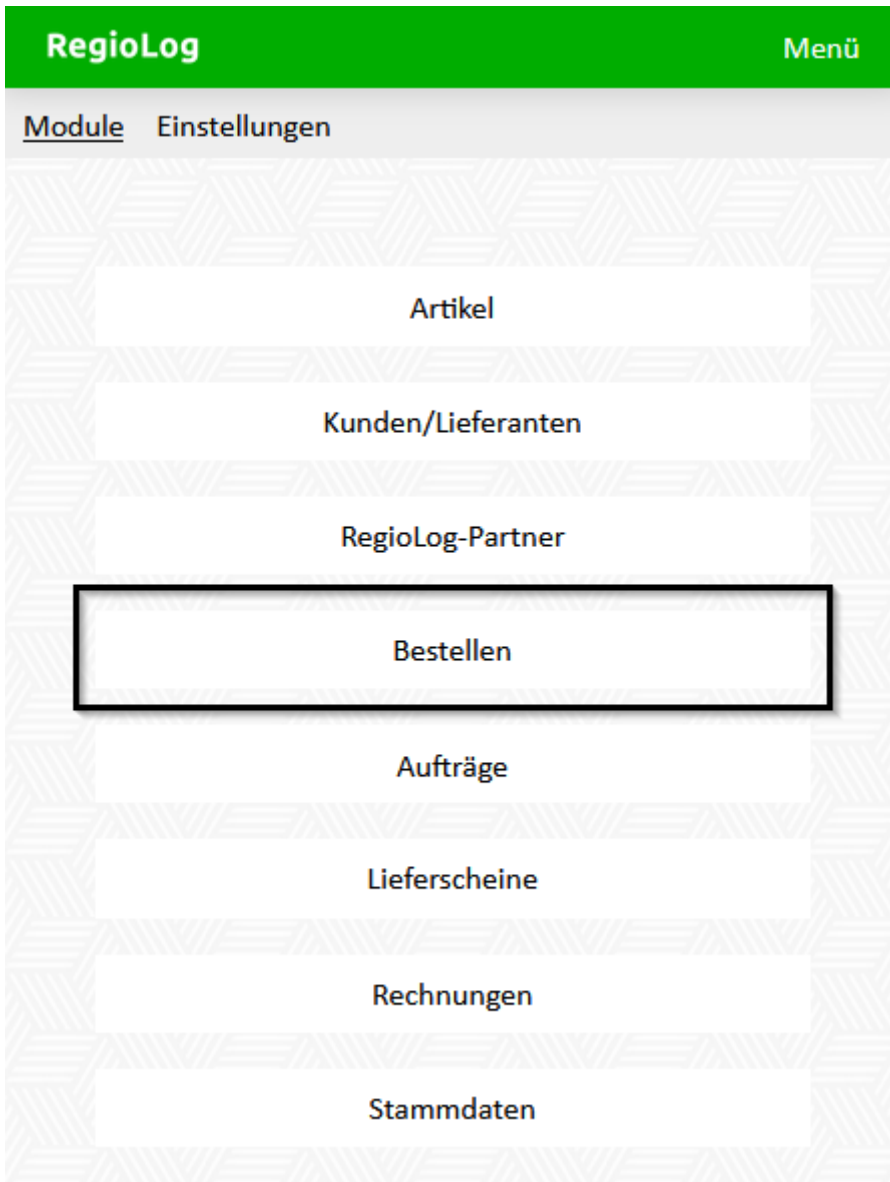 RegioLog
Menü
Module Einstellungen
Artikel
Kunden/Lieferanten
RegioLog-Partner
Bestellen
Aufträge
Lieferscheine
Rechnungen
Stammdaten